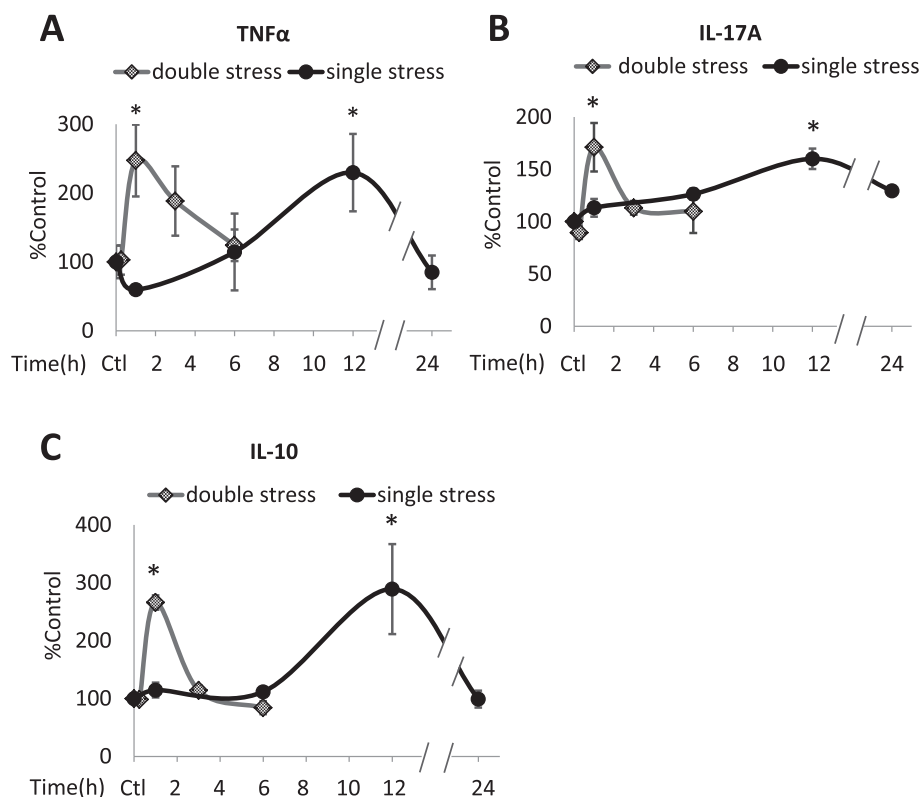 A
TNFα
double stress single stress
*
*
300
200
100
0
%Control
Time(h) Ctl 2 4 6 8 10 12 24
B
IL-17A
double stress single stress
*
*
200
150
100
50
0
%Control
Time(h) Ctl 2 4 6 8 10 12 24
C
IL-10
double stress single stress
*
*
400
300
200
100
0
%Control
Time(h) Ctl 2 4 6 8 10 12 24